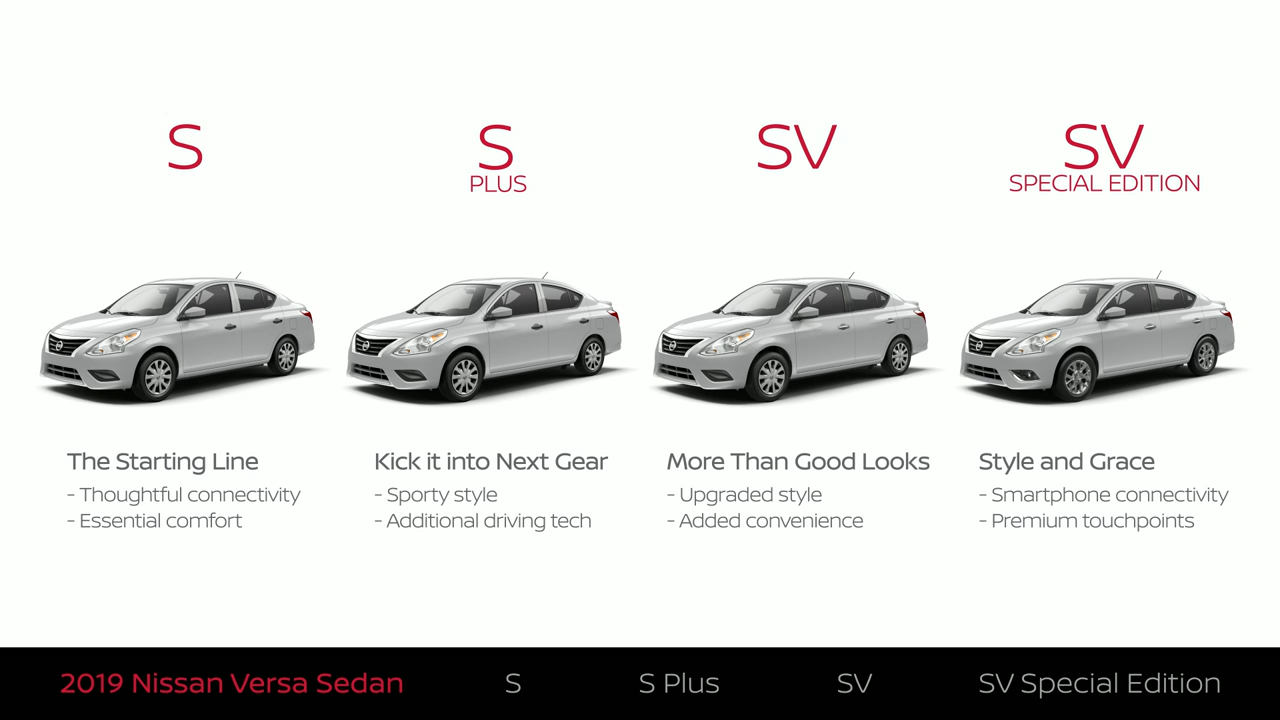 S
S
PLUS
SV
SV
SPECIAL EDITION
The Starting Line
- Thoughtful connectivity
- Essential comfort
Kick it into Next Gear
- Sporty style
- Additional driving tech
More Than Good Looks
- Upgraded style
- Added convenience
Style and Grace
- Smartphone connectivity
- Premium touchpoints
2019 Nissan Versa Sedan
S
S Plus
SV
SV Special Edition